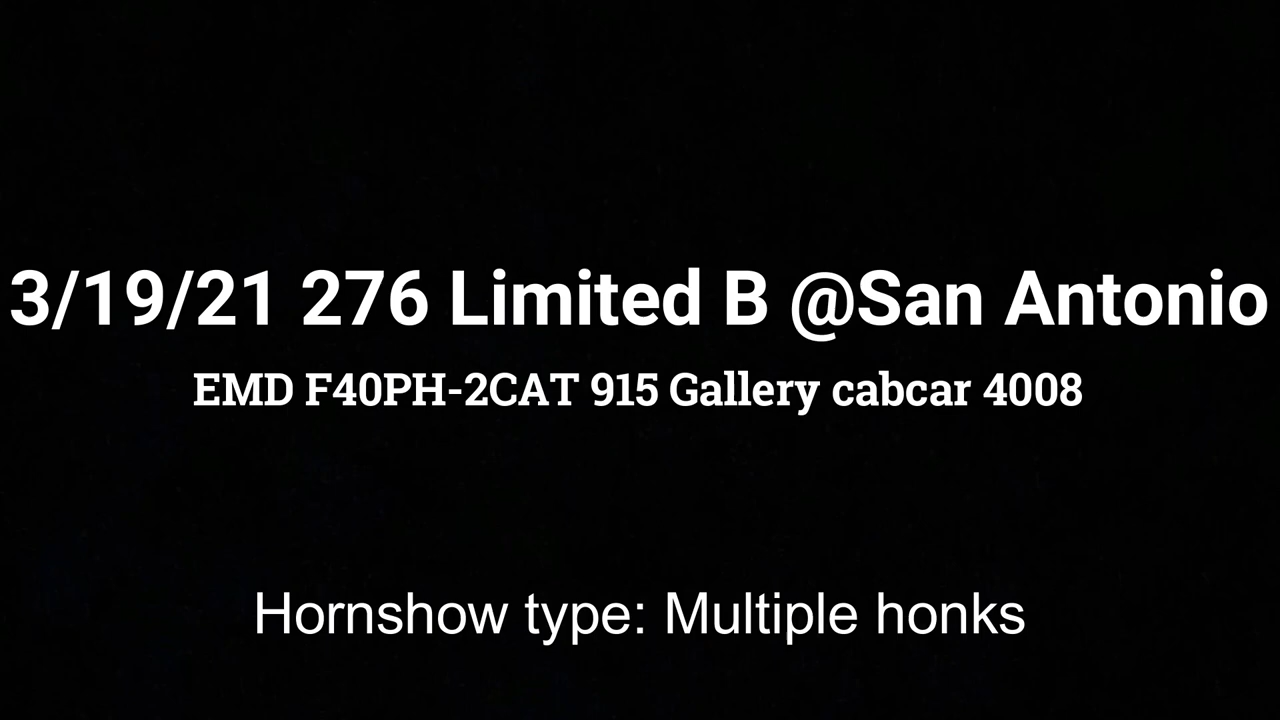 3/19/21 276 Limited B @San Antonio
EMD F40PH-2CAT 915 Gallery cabcar 4008
Hornshow type: Multiple honks